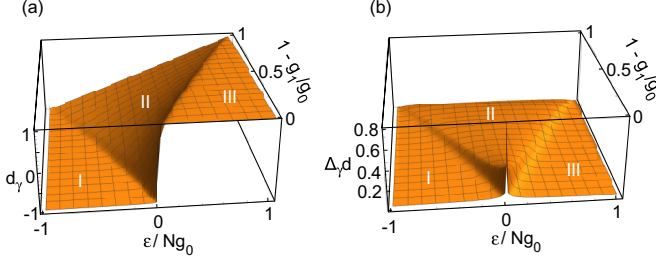 (a)
1
0.5
1 - g₁/g₀
0
II
III
I
1
0
-1
dᵧ
-1
0
1
ε/ Ng₀
(b)
1
0.5
1 - g₁/g₀
0
II
III
I
0.8
0.6
0.4
0.2
Δᵧd
-1
0
1
ε/ Ng₀